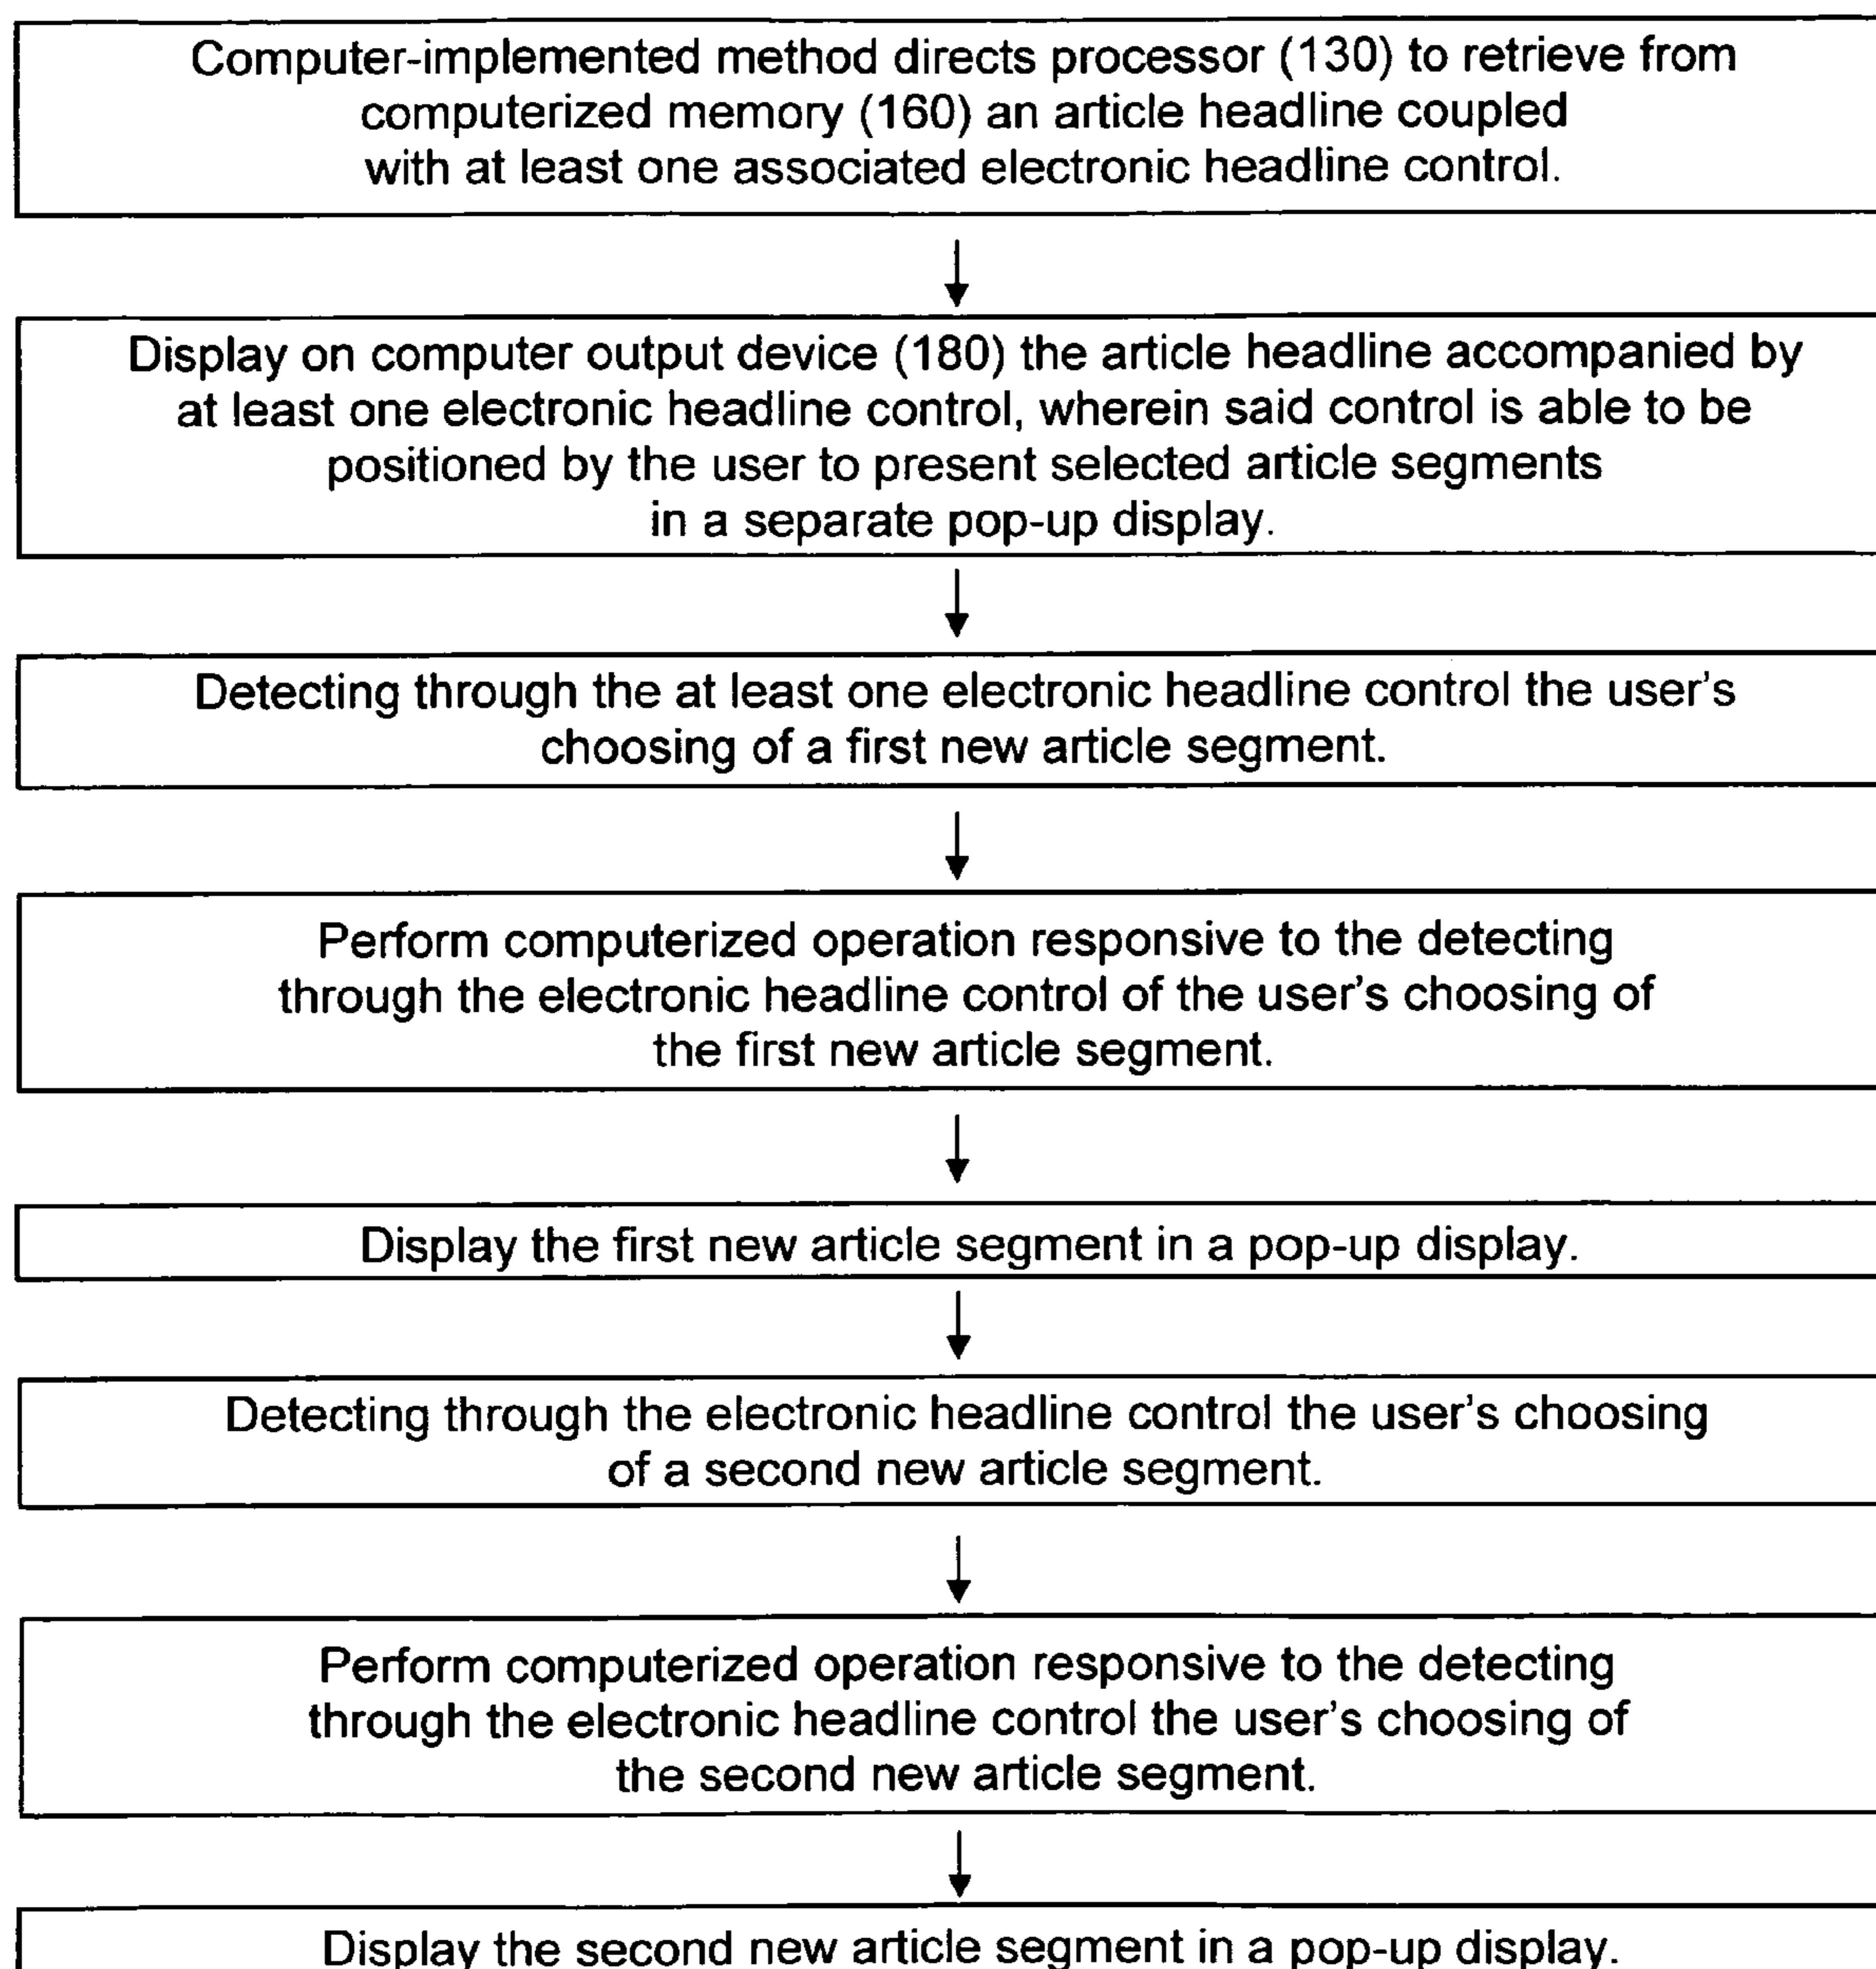 Computer-implemented method directs processor (130) to retrieve from
computerized memory (160) an article headline coupled
with at least one associated electronic headline control.
Display on computer output device (180) the article headline accompanied by
at least one electronic headline control, wherein said control is able to be
positioned by the user to present selected article segments
in a separate pop-up display.
Detecting through the at least one electronic headline control the user's
choosing of a first new article segment.
Perform computerized operation responsive to the detecting
through the electronic headline control of the user's choosing of
the first new article segment.
Display the first new article segment in a pop-up display.
Detecting through the electronic headline control the user's choosing
of a second new article segment.
Perform computerized operation responsive to the detecting
through the electronic headline control the user's choosing of
the second new article segment.
Display the second new article segment in a pop-up display.